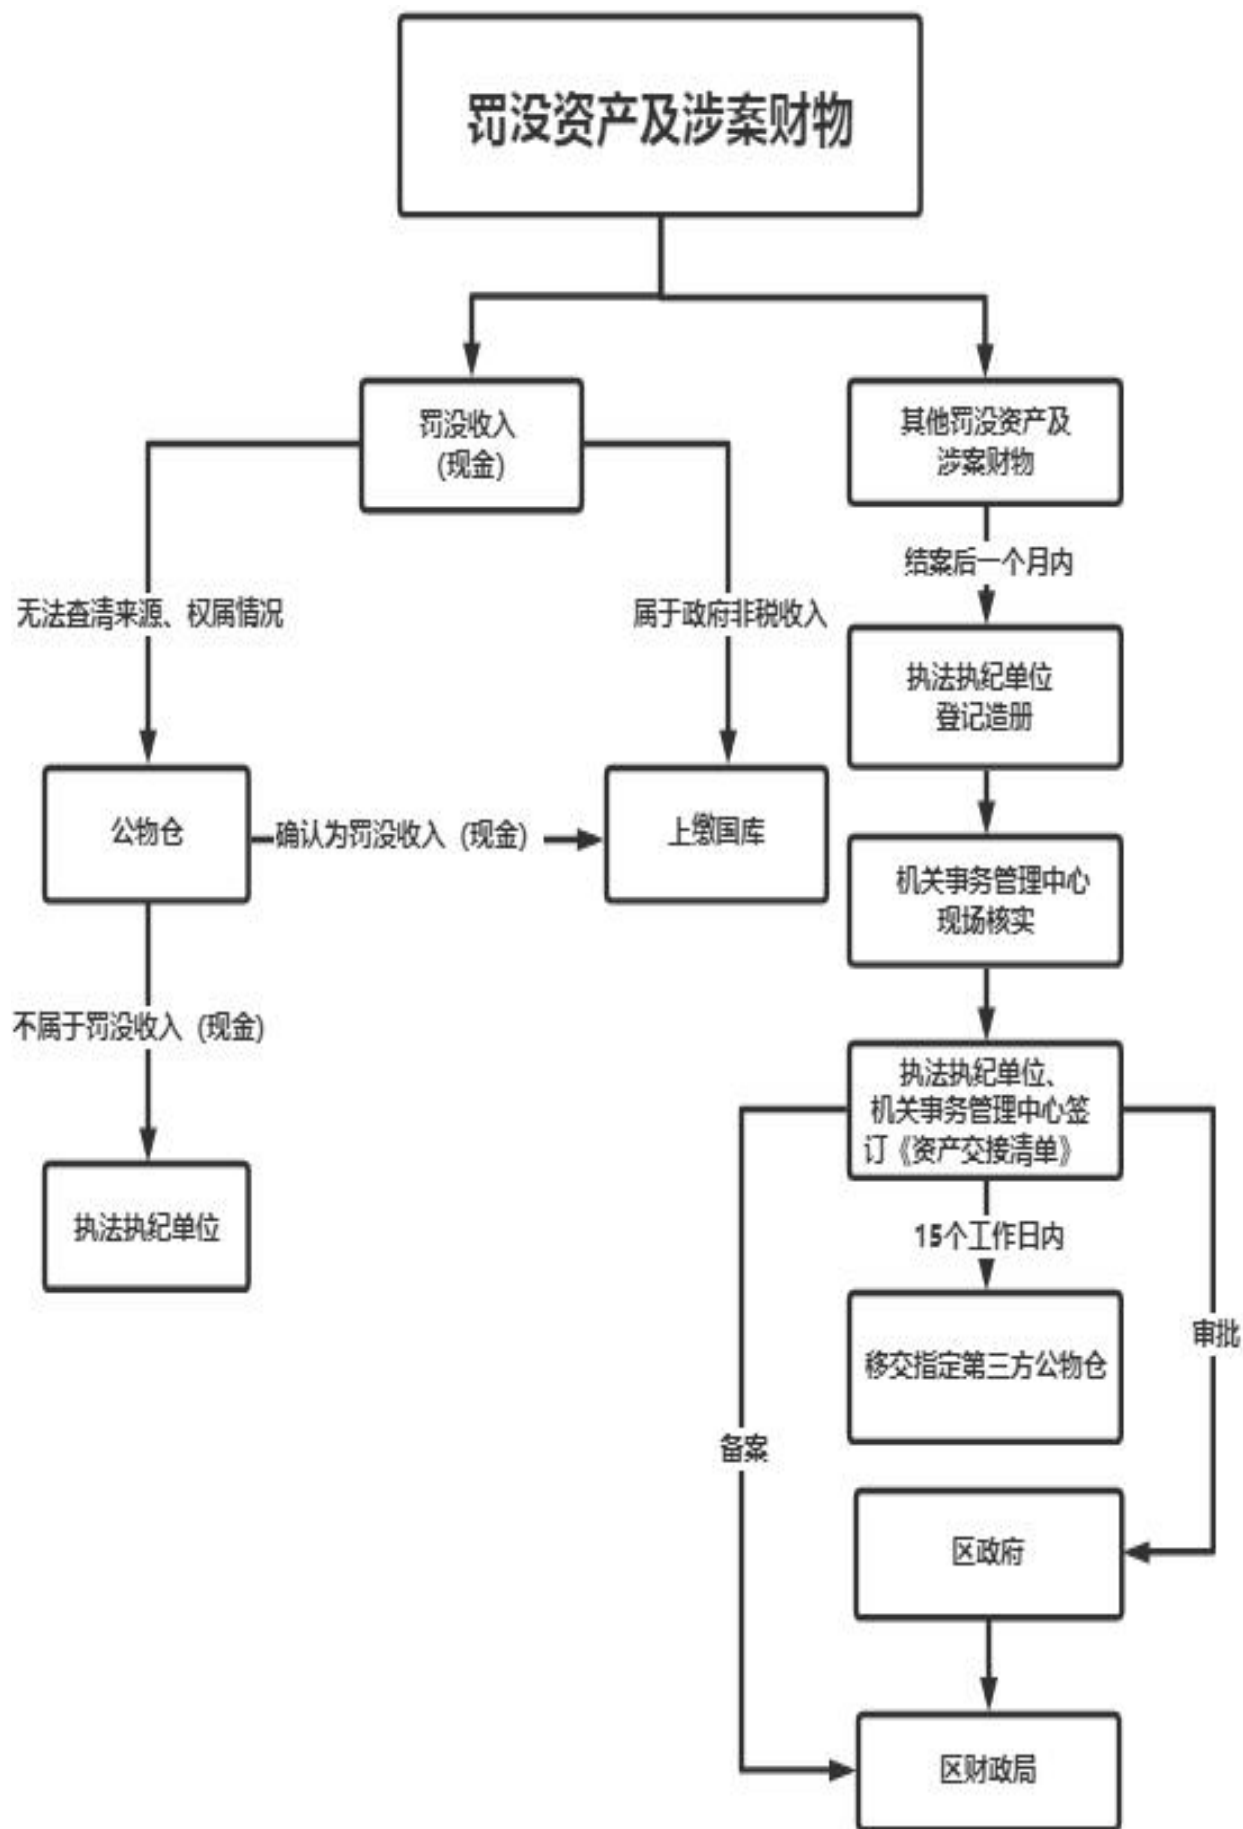 罚没资产及涉案财物
罚没收入
(现金)
其他罚没资产及
涉案财物
结案后一个月内
无法查清来源、权属情况
属于政府非税收入
执法执纪单位
登记造册
公物仓
确认为罚没收入 (现金)
上缴国库
机关事务管理中心
现场核实
不属于罚没收入 (现金)
执法执纪单位、
机关事务管理中心签
订《资产交接清单》
执法执纪单位
15个工作日内
审批
移交指定第三方公物仓
备案
区政府
区财政局